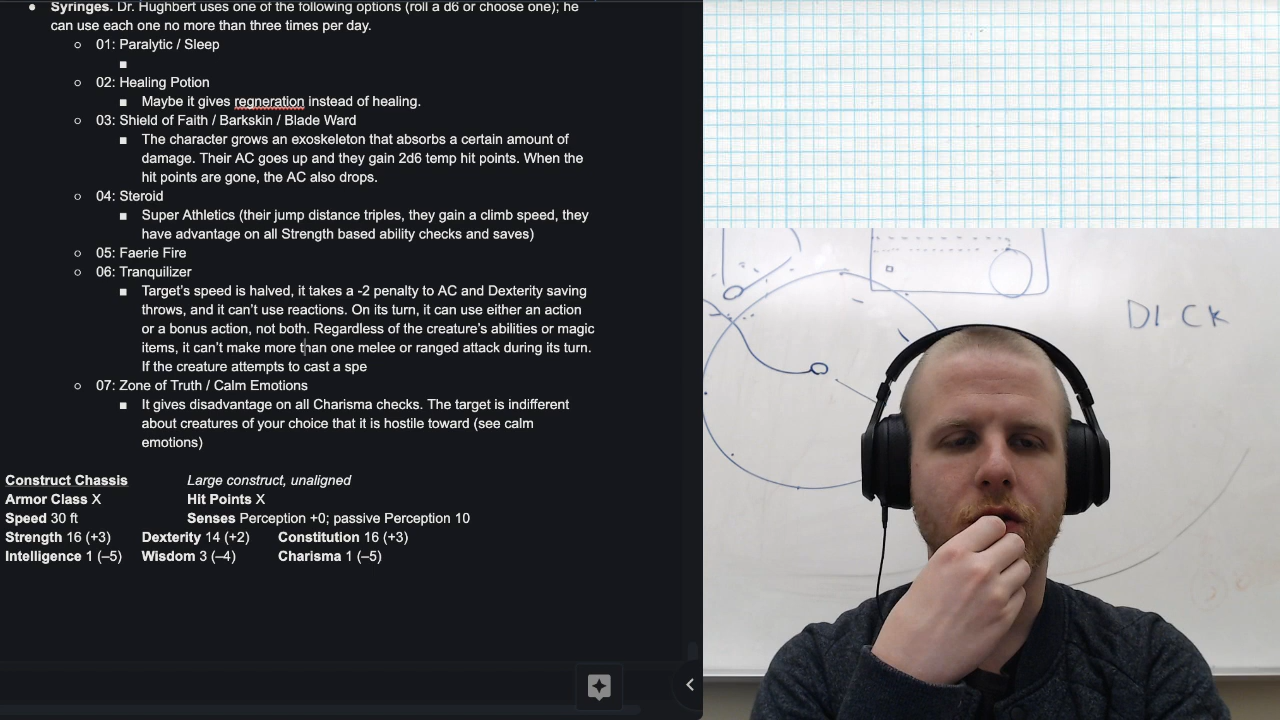 Syringes. Dr. Hughbert uses one of the following options (roll a d6 or choose one); he
can use each one no more than three times per day.
01: Paralytic / Sleep
02: Healing Potion
Maybe it gives regneration instead of healing.
03: Shield of Faith / Barkskin / Blade Ward
The character grows an exoskeleton that absorbs a certain amount of
damage. Their AC goes up and they gain 2d6 temp hit points. When the
hit points are gone, the AC also drops.
04: Steroid
Super Athletics (their jump distance triples, they gain a climb speed, they
have advantage on all Strength based ability checks and saves)
05: Faerie Fire
06: Tranquilizer
Target's speed is halved, it takes a -2 penalty to AC and Dexterity saving
throws, and it can't use reactions. On its turn, it can use either an action
or a bonus action, not both. Regardless of the creature's abilities or magic
items, it can't make more than one melee or ranged attack during its turn.
If the creature attempts to cast a spe
07: Zone of Truth / Calm Emotions
It gives disadvantage on all Charisma checks. The target is indifferent
about creatures of your choice that it is hostile toward (see calm
emotions)
Construct Chassis Large construct, unaligned
Armor Class X Hit Points X
Speed 30 ft Senses Perception +0; passive Perception 10
Strength 16 (+3) Dexterity 14 (+2) Constitution 16 (+3)
Intelligence 1 (–5) Wisdom 3 (–4) Charisma 1 (–5)
DICK